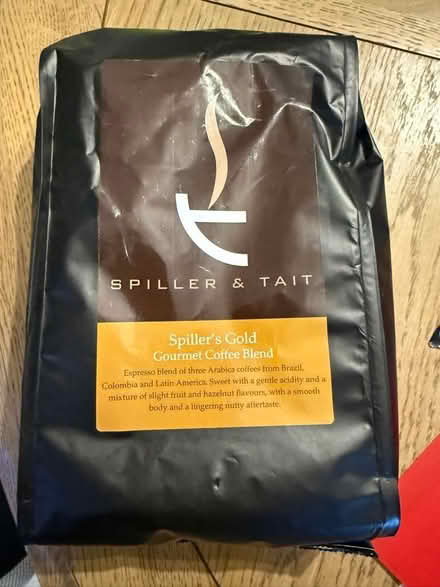 SPILLER & TAIT
Spiller's Gold
Gourmet Coffee Blend
Espresso blend of three Arabica coffees from Brazil,
Colombia and Latin America. Sweet with a gentle acidity and a
mixture of slight fruit and hazelnut flavours, with a smooth
body and a lingering nutty aftertaste.